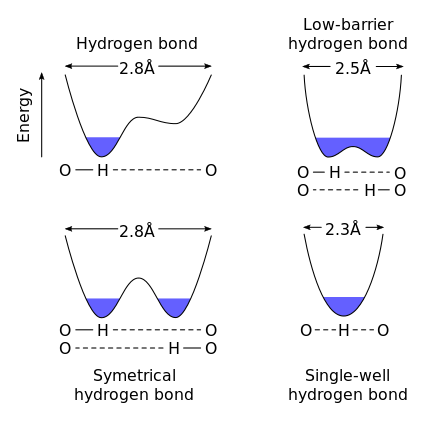 Hydrogen bond
Low-barrier
hydrogen bond
2.8Å
2.5Å
Energy
O H O
O H O
O H O
2.8Å
2.3Å
O H O
O H O
O H O
Symetrical
hydrogen bond
Single-well
hydrogen bond